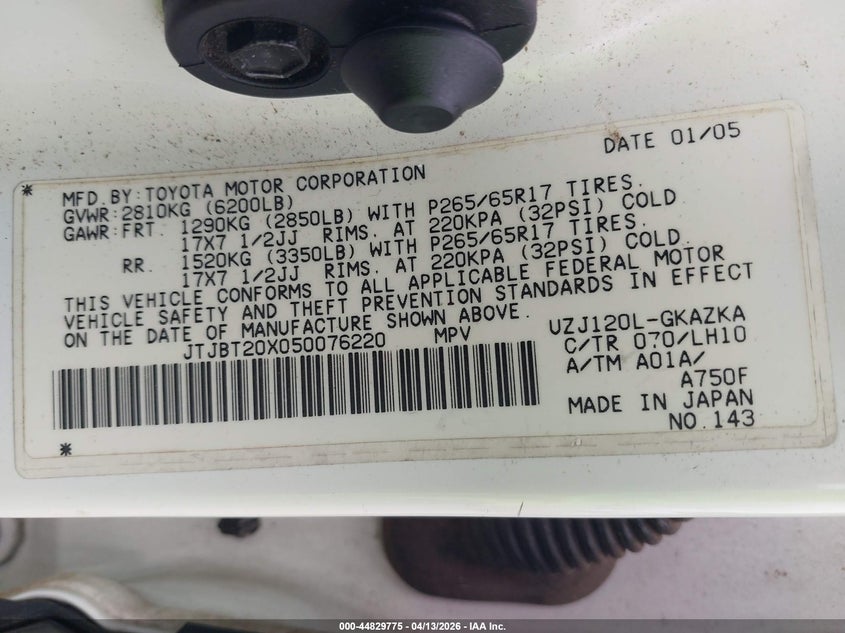 DATE 01/05
* MFD.BY:TOYOTA MOTOR CORPORATION
GVWR:2810KG (6200LB)
GAWR:FRT. 1290KG (2850LB) WITH P265/65R17 TIRES.
17X7 1/2JJ RIMS. AT 220KPA (32PSI) COLD
RR. 1520KG (3350LB) WITH P265/65R17 TIRES.
17X7 1/2JJ RIMS. AT 220KPA (32PSI) COLD.
THIS VEHICLE CONFORMS TO ALL APPLICABLE FEDERAL MOTOR
VEHICLE SAFETY AND THEFT PREVENTION STANDARDS IN EFFECT
ON THE DATE OF MANUFACTURE SHOWN ABOVE.
JTJBT20X050076220 MPV
UZJ120L-GKAZKA
C/TR 070/LH10
A/TM A01A/
A750F
MADE IN JAPAN
NO.143
*
000-44829775 - 04/13/2026 - IAA Inc.